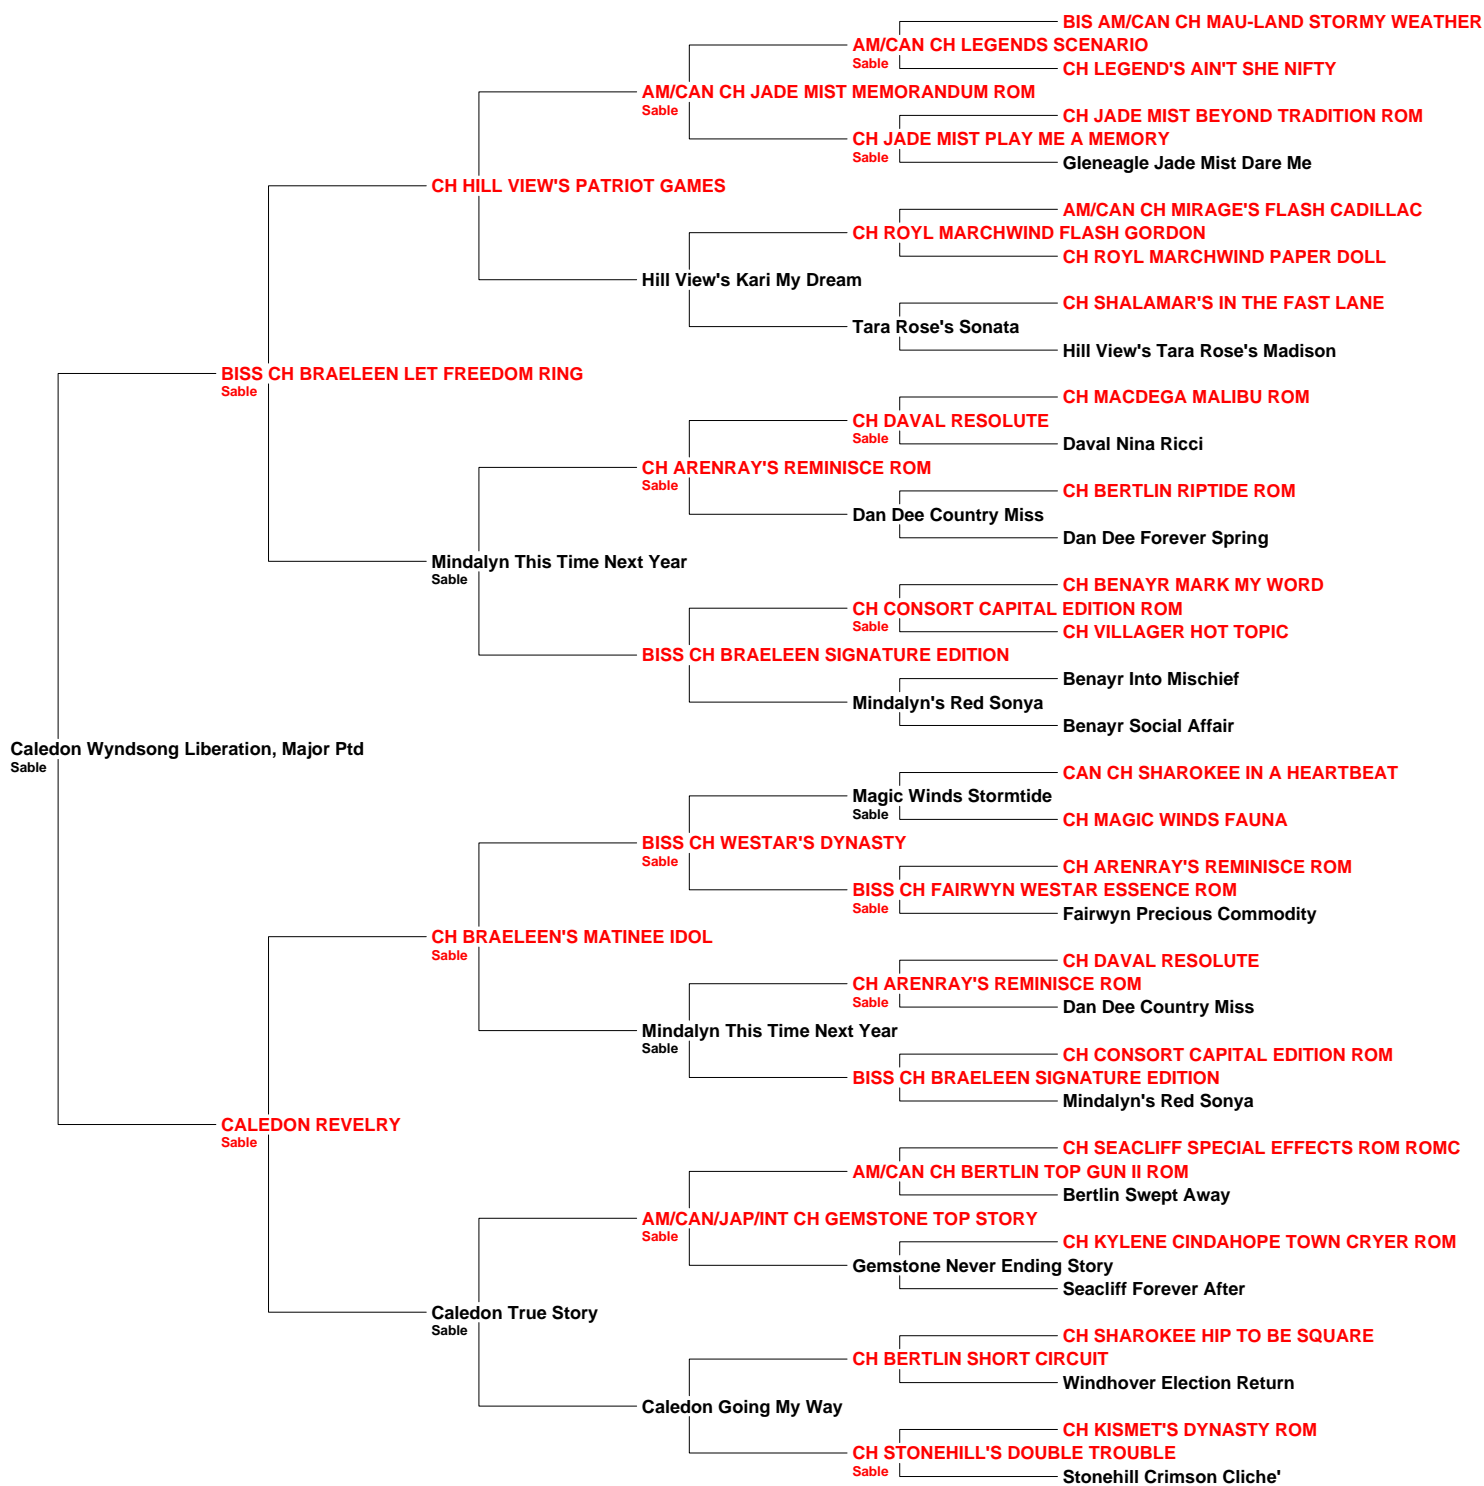 BIS AM/CAN CH MAU-LAND STORMY WEATHER
AM/CAN CH LEGENDS SCENARIO
Sable
CH LEGEND'S AIN'T SHE NIFTY
AM/CAN CH JADE MIST MEMORANDUM ROM
Sable
CH JADE MIST BEYOND TRADITION ROM
CH JADE MIST PLAY ME A MEMORY
Sable
Gleneagle Jade Mist Dare Me
CH HILL VIEW'S PATRIOT GAMES
AM/CAN CH MIRAGE'S FLASH CADILLAC
CH ROYL MARCHWIND FLASH GORDON
CH ROYL MARCHWIND PAPER DOLL
Hill View's Kari My Dream
CH SHALAMAR'S IN THE FAST LANE
Tara Rose's Sonata
Hill View's Tara Rose's Madison
BISS CH BRAELEEN LET FREEDOM RING
Sable
CH MACDEGA MALIBU ROM
CH DAVAL RESOLUTE
Sable
Daval Nina Ricci
CH ARENRAY'S REMINISCE ROM
Sable
CH BERTLIN RIPTIDE ROM
Dan Dee Country Miss
Dan Dee Forever Spring
Mindalyn This Time Next Year
Sable
CH BENAYR MARK MY WORD
CH CONSORT CAPITAL EDITION ROM
Sable
CH VILLAGER HOT TOPIC
BISS CH BRAELEEN SIGNATURE EDITION
Benayr Into Mischief
Mindalyn's Red Sonya
Benayr Social Affair
Caledon Wyndsong Liberation, Major Ptd
Sable
CAN CH SHAROKEE IN A HEARTBEAT
Magic Winds Stormtide
Sable
CH MAGIC WINDS FAUNA
BISS CH WESTAR'S DYNASTY
Sable
CH ARENRAY'S REMINISCE ROM
BISS CH FAIRWYN WESTAR ESSENCE ROM
Sable
Fairwyn Precious Commodity
CH BRAELEEN'S MATINEE IDOL
Sable
CH DAVAL RESOLUTE
CH ARENRAY'S REMINISCE ROM
Sable
Dan Dee Country Miss
Mindalyn This Time Next Year
Sable
CH CONSORT CAPITAL EDITION ROM
BISS CH BRAELEEN SIGNATURE EDITION
Mindalyn's Red Sonya
CALEDON REVELRY
Sable
CH SEACLIFF SPECIAL EFFECTS ROM ROMC
AM/CAN CH BERTLIN TOP GUN II ROM
Bertlin Swept Away
AM/CAN/JAP/INT CH GEMSTONE TOP STORY
Sable
CH KYLENE CINDAHOPE TOWN CRYER ROM
Gemstone Never Ending Story
Seacliff Forever After
Caledon True Story
Sable
CH SHAROKEE HIP TO BE SQUARE
CH BERTLIN SHORT CIRCUIT
Windhover Election Return
Caledon Going My Way
CH KISMET'S DYNASTY ROM
CH STONEHILL'S DOUBLE TROUBLE
Sable
Stonehill Crimson Cliche'